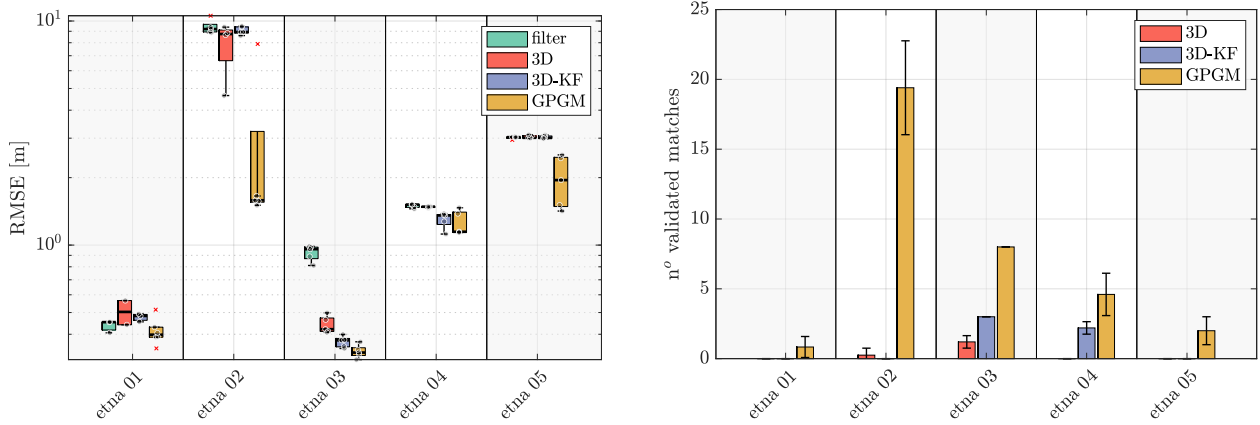 RMSE [m]
10^1
10^0
filter
3D
3D-KF
GPGM
etna 01
etna 02
etna 03
etna 04
etna 05
n^o validated matches
25
20
15
10
5
0
3D
3D-KF
GPGM
etna 01
etna 02
etna 03
etna 04
etna 05